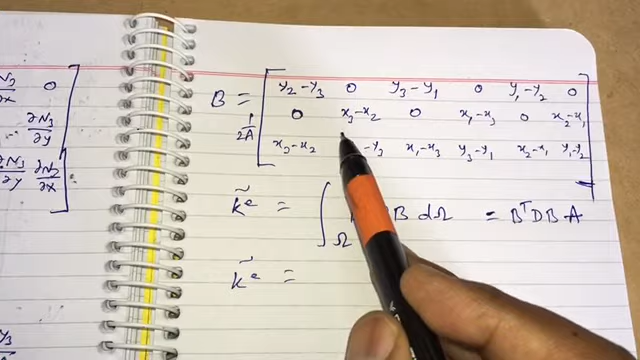 ∂N₃/∂x 0
∂N₃/∂y
∂N₃/∂y ∂N₃/∂x
B = 1/2A [ y₂-y₃ 0 y₃-y₁ 0 y₁-y₂ 0
0 x₃-x₂ 0 x₁-x₃ 0 x₂-x₁
x₃-x₂ -y₃ x₁-x₃ y₃-y₁ x₂-x₁ y₁-y₂ ]
k̃ᵉ = ∫Ω B dΩ = BᵀDBA
k̃ᵉ =